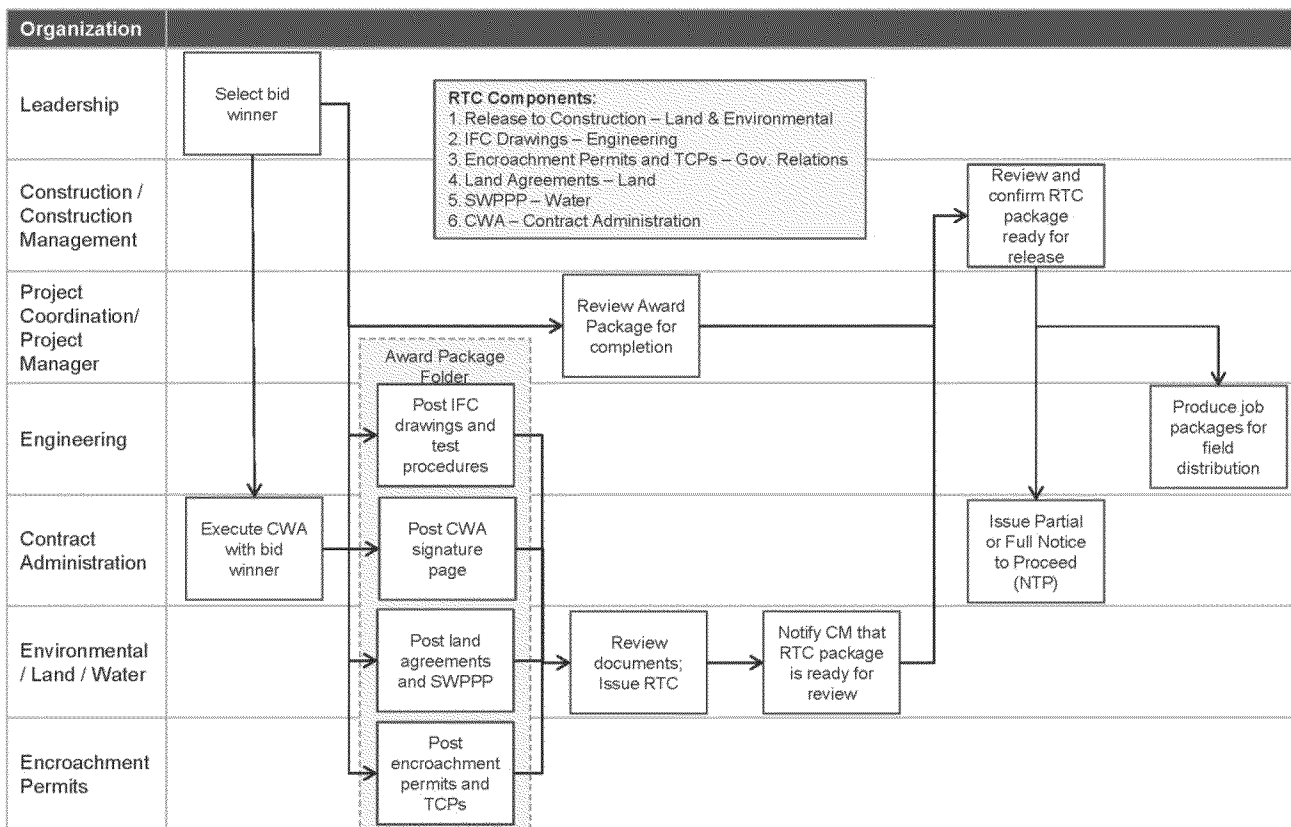 Organization
Leadership
Select bid
winner
RTC Components:
1. Release to Construction – Land & Environmental
2. IFC Drawings – Engineering
3. Encroachment Permits and TCPs – Gov. Relations
4. Land Agreements – Land
5. SWPPP – Water
6. CWA – Contract Administration
Construction /
Construction
Management
Review and
confirm RTC
package
ready for
release
Project
Coordination/
Project
Manager
Review Award
Package for
completion
Award Package
Folder
Engineering
Post IFC
drawings and
test
procedures
Produce job
packages for
field
distribution
Contract
Administration
Execute CWA
with bid
winner
Post CWA
signature
page
Issue Partial
or Full Notice
to Proceed
(NTP)
Environmental
/ Land / Water
Post land
agreements
and SWPPP
Review
documents;
Issue RTC
Notify CM that
RTC package
is ready for
review
Encroachment
Permits
Post
encroachment
permits and
TCPs